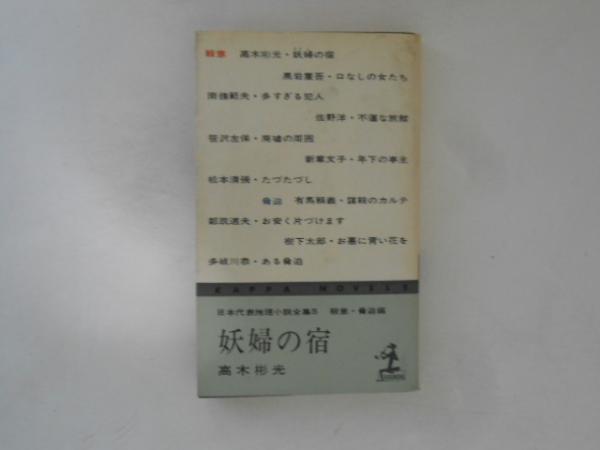 殺意 高木彬光・妖婦の宿
黒岩重吾・口なしの女たち
南條範夫・多すぎる犯人
佐野洋・不運な旅館
笹沢左保・廃墟の周囲
新章文子・年下の亭主
松本清張・たづたづし
脅迫 有馬頼義・謀殺のカルテ
都筑道夫・お安く片づけます
樹下太郎・お墓に青い花を
多岐川恭・ある脅迫
KAPPA NOVELS
日本代表推理小説全集5 殺意・脅迫編
妖婦の宿
高木彬光